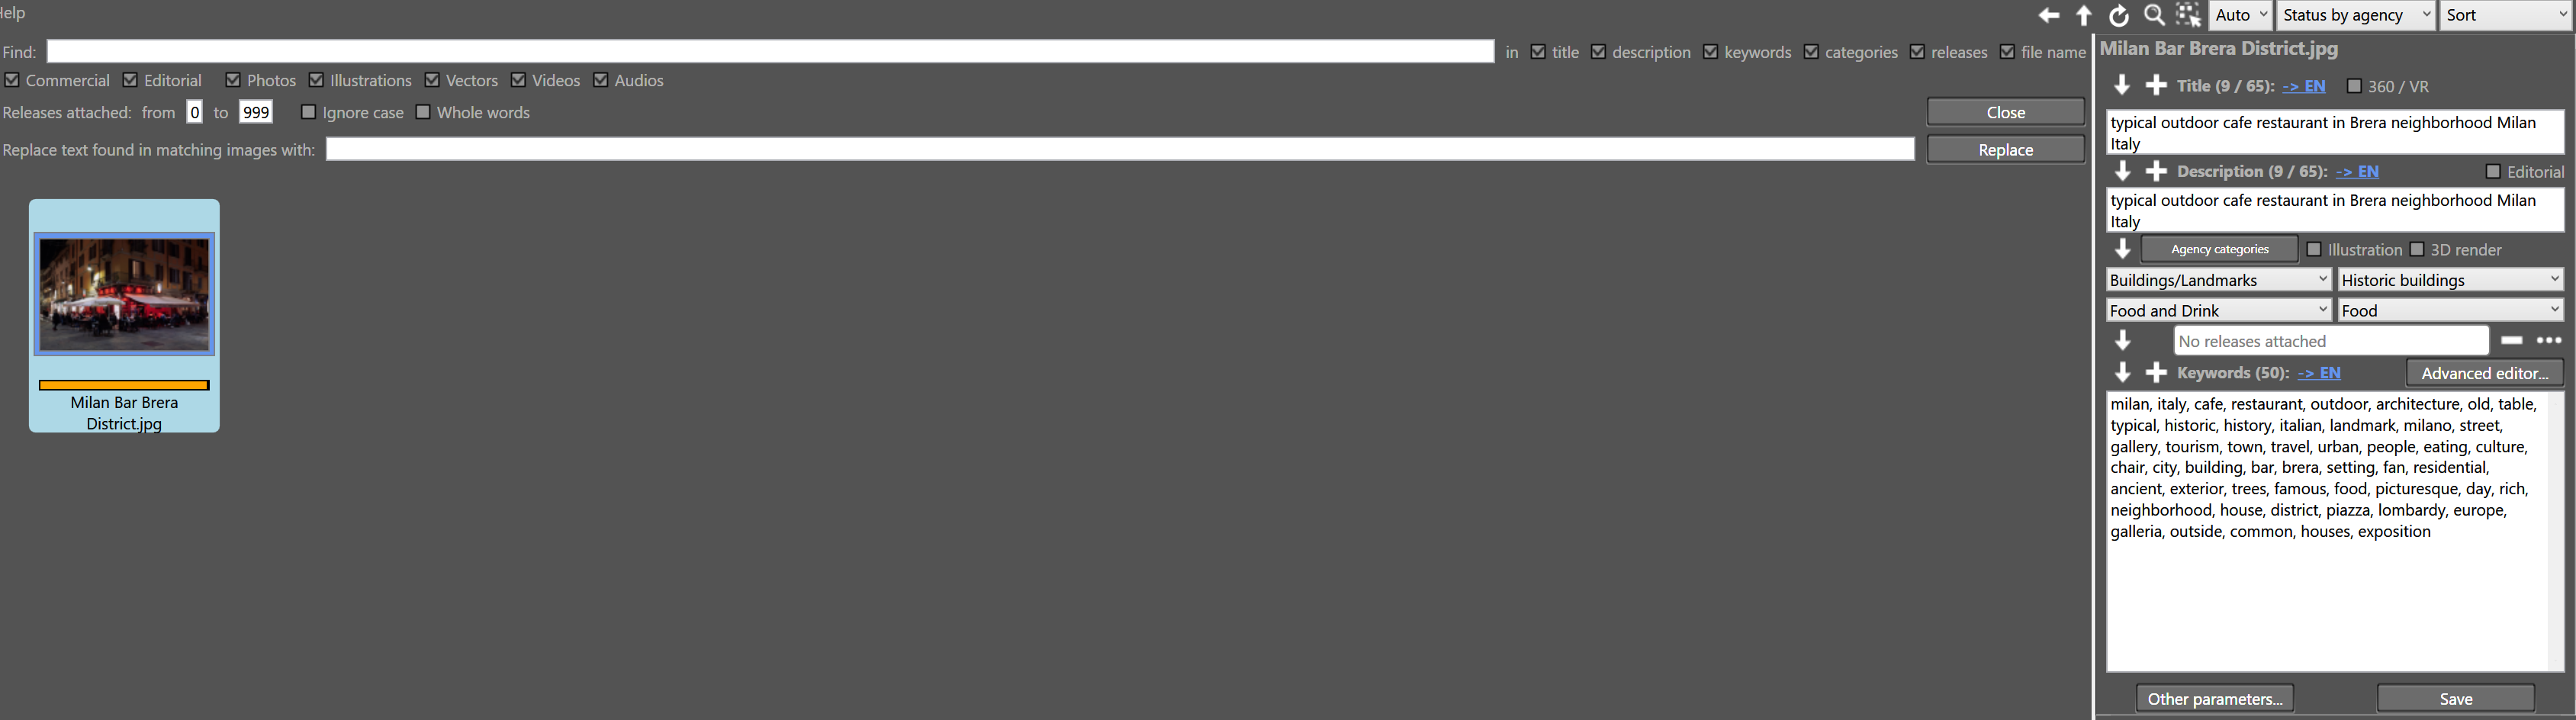 Help
Auto Status by agency Sort
Find: in title description keywords categories releases file name
Commercial Editorial Photos Illustrations Vectors Videos Audios
Releases attached: from 0 to 999 Ignore case Whole words Close
Replace text found in matching images with: Replace
Milan Bar Brera
District.jpg
Milan Bar Brera District.jpg
Title (9 / 65): -> EN 360 / VR
typical outdoor cafe restaurant in Brera neighborhood Milan
Italy
Description (9 / 65): -> EN Editorial
typical outdoor cafe restaurant in Brera neighborhood Milan
Italy
Agency categories Illustration 3D render
Buildings/Landmarks Historic buildings
Food and Drink Food
No releases attached
Keywords (50): -> EN Advanced editor...
milan, italy, cafe, restaurant, outdoor, architecture, old, table,
typical, historic, history, italian, landmark, milano, street,
gallery, tourism, town, travel, urban, people, eating, culture,
chair, city, building, bar, brera, setting, fan, residential,
ancient, exterior, trees, famous, food, picturesque, day, rich,
neighborhood, house, district, piazza, lombardy, europe,
galleria, outside, common, houses, exposition
Other parameters... Save